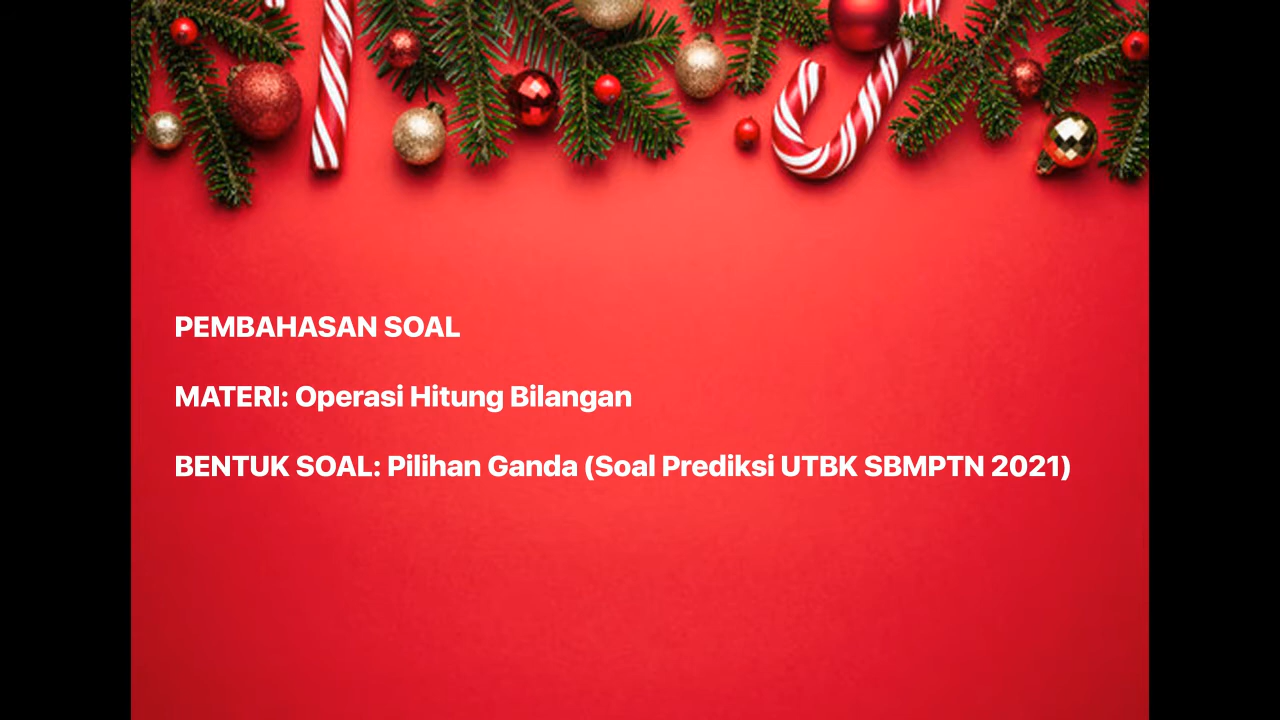 PEMBAHASAN SOAL
MATERI: Operasi Hitung Bilangan
BENTUK SOAL: Pilihan Ganda (Soal Prediksi UTBK SBMPTN 2021)